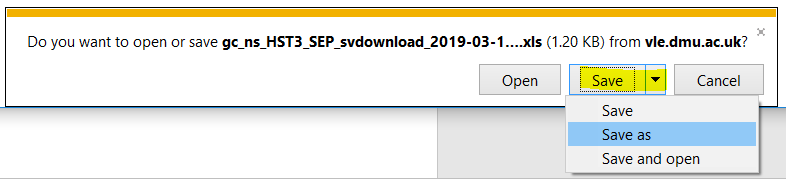 Do you want to open or save gc_ns_HST3_SEP_svdownload_2019-03-1....xls (1.20 KB) from vle.dmu.ac.uk?
Open
Save
Cancel
Save
Save as
Save and open